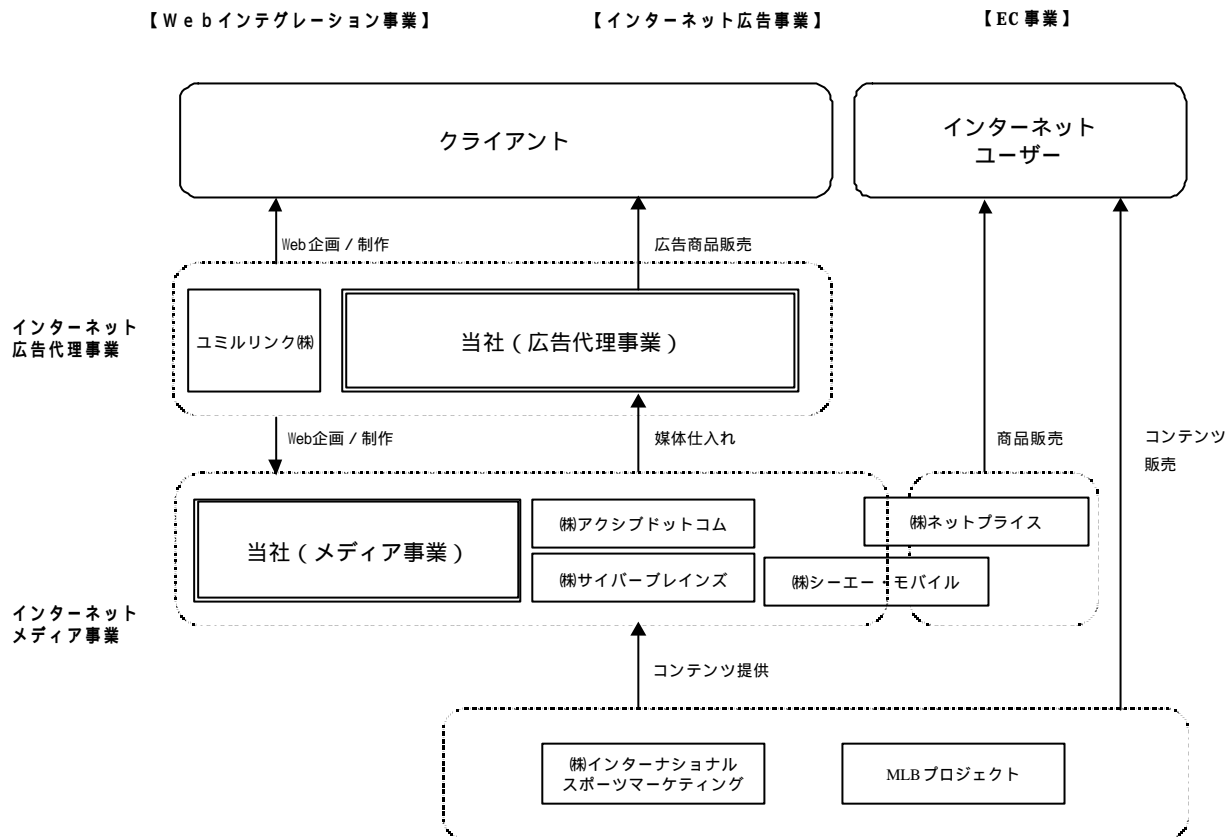 【Ｗｅｂインテグレーション事業】
【インターネット広告事業】
【EC事業】
クライアント
インターネット
ユーザー
Web企画／制作
広告商品販売
インターネット
広告代理事業
ユミルリンク㈱
当社（広告代理事業）
Web企画／制作
媒体仕入れ
商品販売
コンテンツ
販売
当社（メディア事業）
㈱アクシブドットコム
㈱ネットプライス
㈱サイバーブレインズ
㈱シーエー・モバイル
インターネット
メディア事業
コンテンツ提供
㈱インターナショナル
スポーツマーケティング
MLBプロジェクト